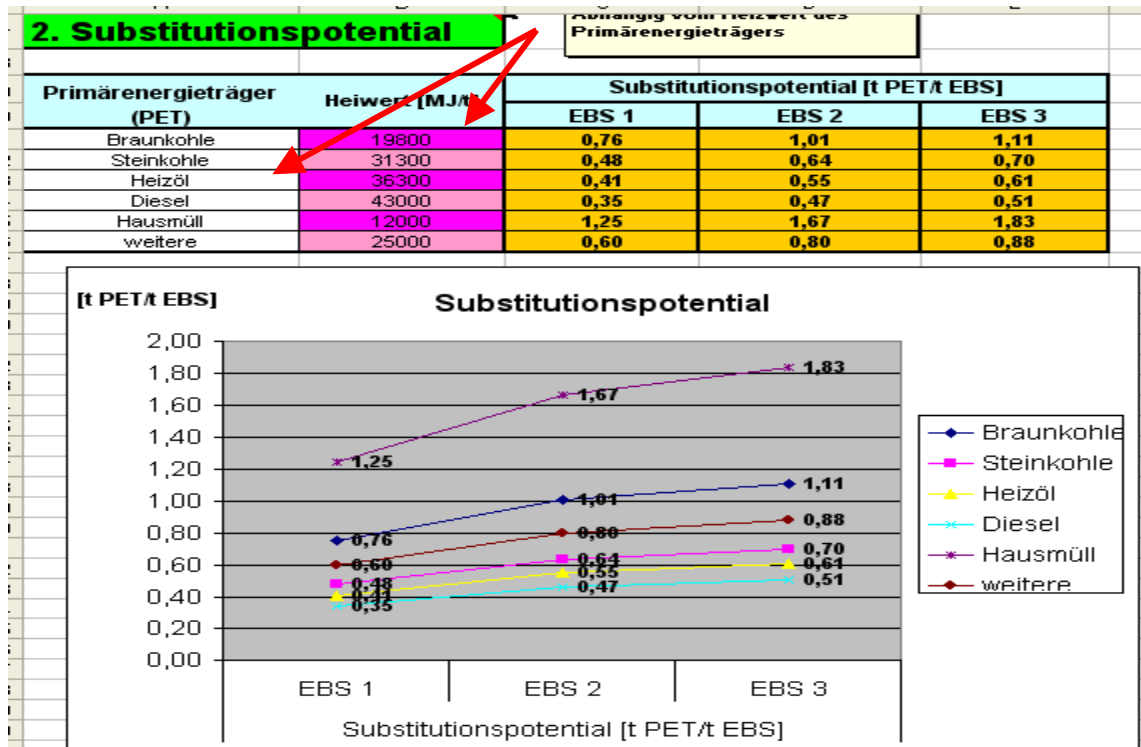 2. Substitutionspotential
Abhängig vom Heizwert des
Primärenergieträgers
Primärenergieträger
(PET)
Heiwert [MJ/t]
Substitutionspotential [t PET/t EBS]
EBS 1 EBS 2 EBS 3
Braunkohle 19800 0,76 1,01 1,11
Steinkohle 31300 0,48 0,64 0,70
Heizöl 36300 0,41 0,55 0,61
Diesel 43000 0,35 0,47 0,51
Hausmüll 12000 1,25 1,67 1,83
weitere 25000 0,60 0,80 0,88
[t PET/t EBS]
Substitutionspotential
2,00
1,80
1,60
1,40
1,20
1,00
0,80
0,60
0,40
0,20
0,00
1,25 1,67 1,83
0,76 1,01 1,11
0,60 0,80 0,88
0,48 0,64 0,70
0,41 0,55 0,61
0,35 0,47 0,51
EBS 1 EBS 2 EBS 3
Substitutionspotential [t PET/t EBS]
Braunkohle
Steinkohle
Heizöl
Diesel
Hausmüll
weitere